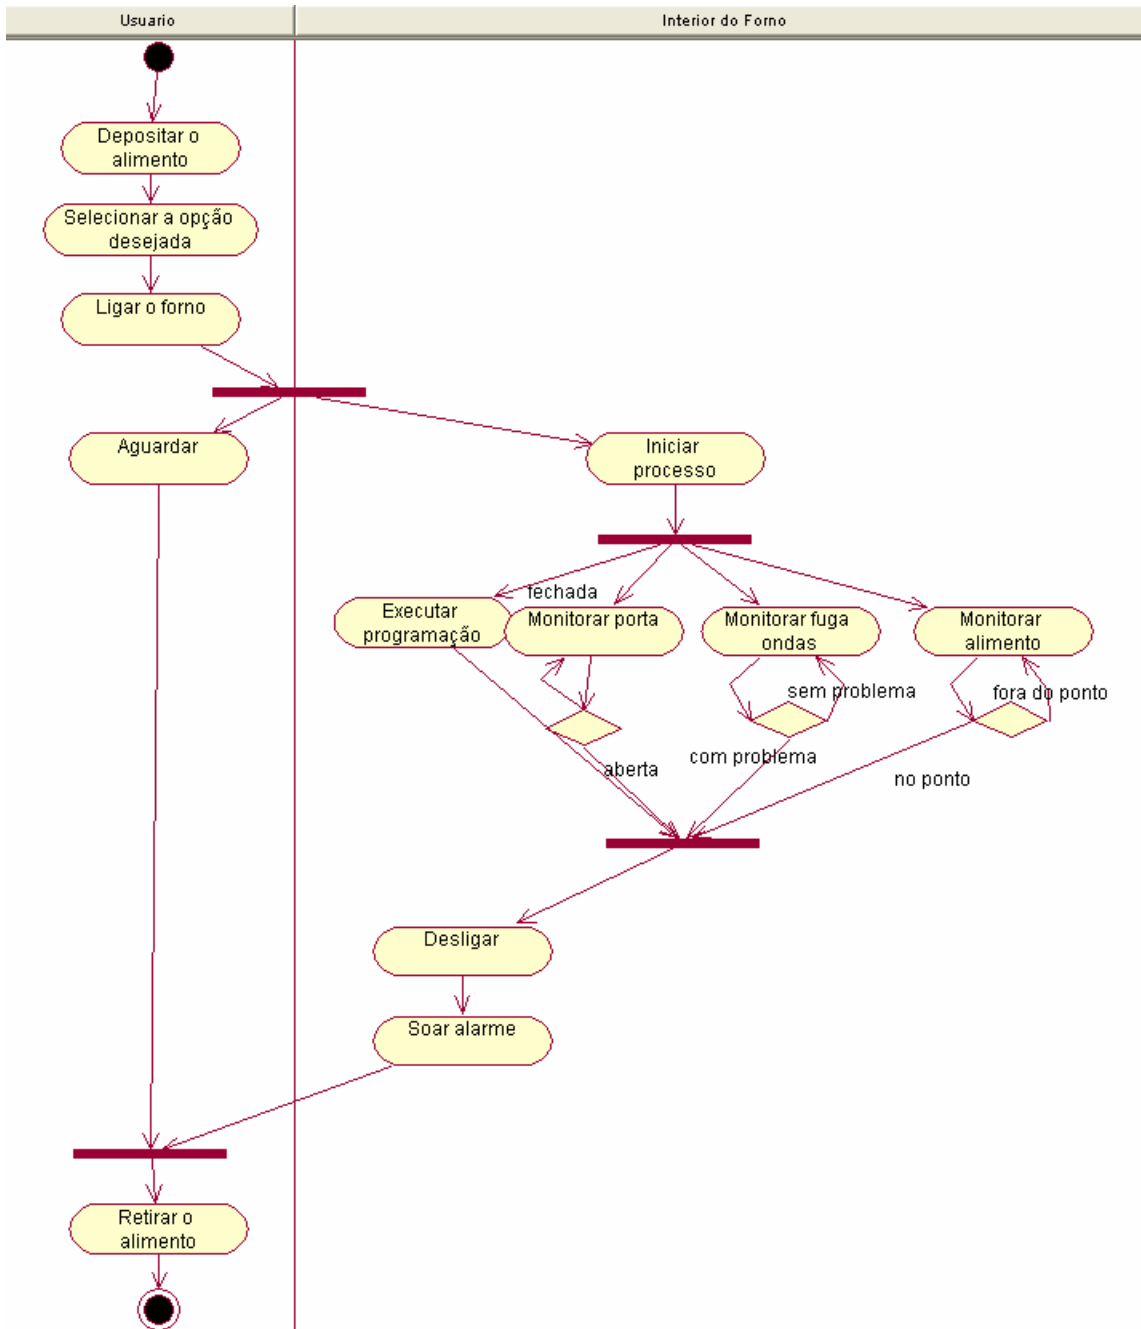 Usuario
Interior do Forno
Depositar o
alimento
Selecionar a opção
desejada
Ligar o forno
Aguardar
Iniciar
processo
fechada
Executar
programação
Monitorar porta
Monitorar fuga
ondas
Monitorar
alimento
sem problema
fora do ponto
aberta
com problema
no ponto
Desligar
Soar alarme
Retirar o
alimento